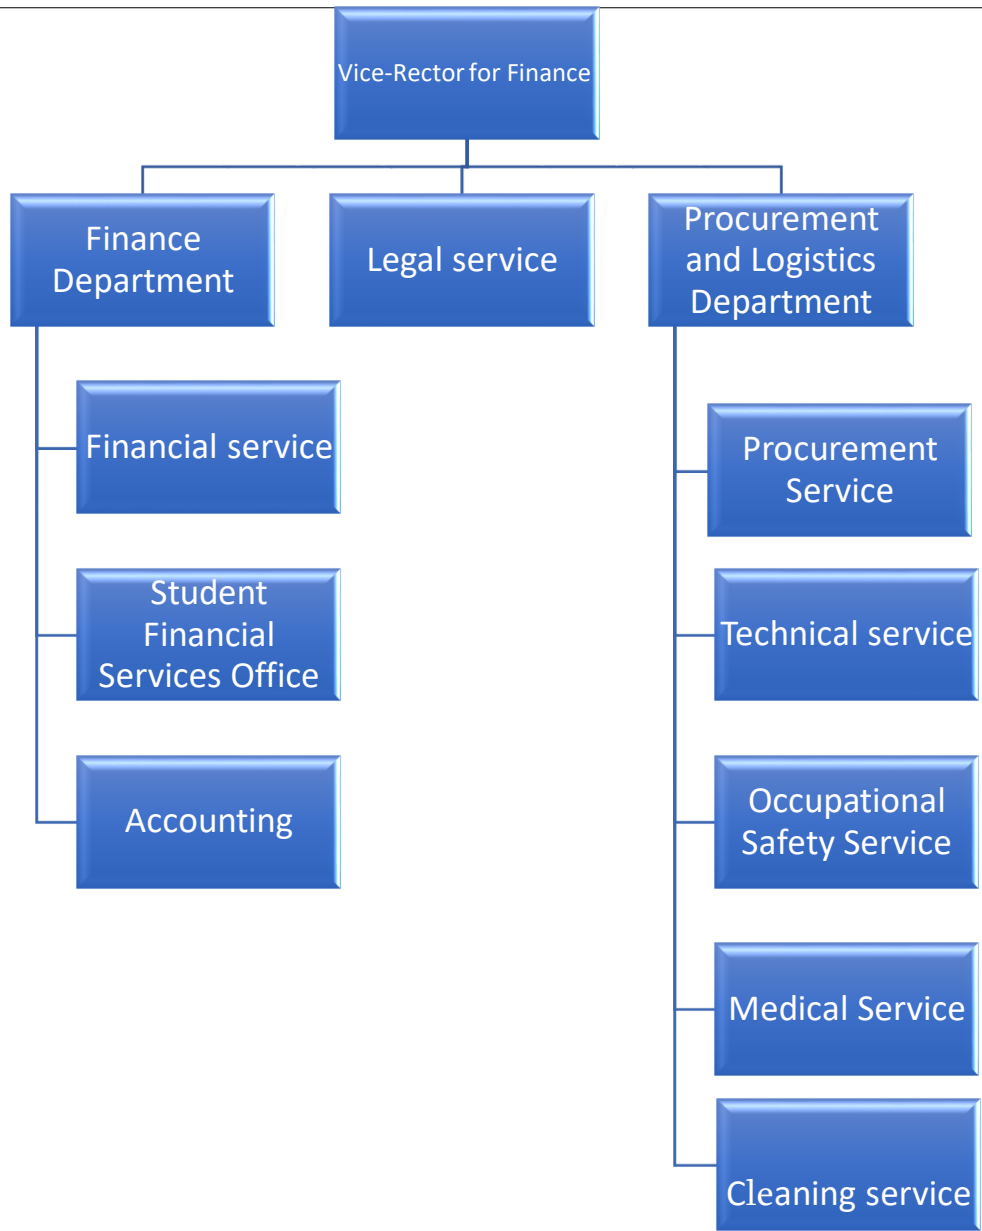 Vice-Rector for Finance
Finance
Department
Legal service
Procurement
and Logistics
Department
Financial service
Student
Financial
Services Office
Accounting
Procurement
Service
Technical service
Occupational
Safety Service
Medical Service
Cleaning service